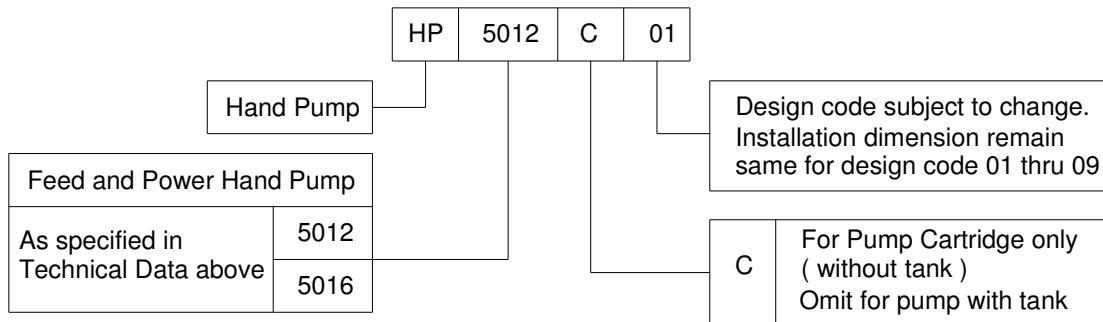 HP 5012 C 01
Hand Pump
Design code subject to change.
Installation dimension remain
same for design code 01 thru 09
Feed and Power Hand Pump
As specified in
Technical Data above
5012
5016
C
For Pump Cartridge only
( without tank )
Omit for pump with tank